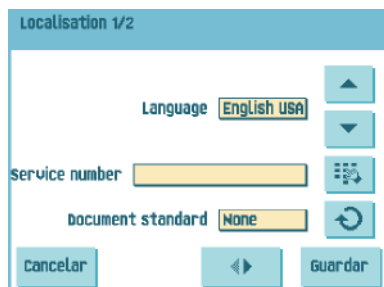 Localisation 1/2
Language English USA
Service number
Document standard None
Cancelar Guardar